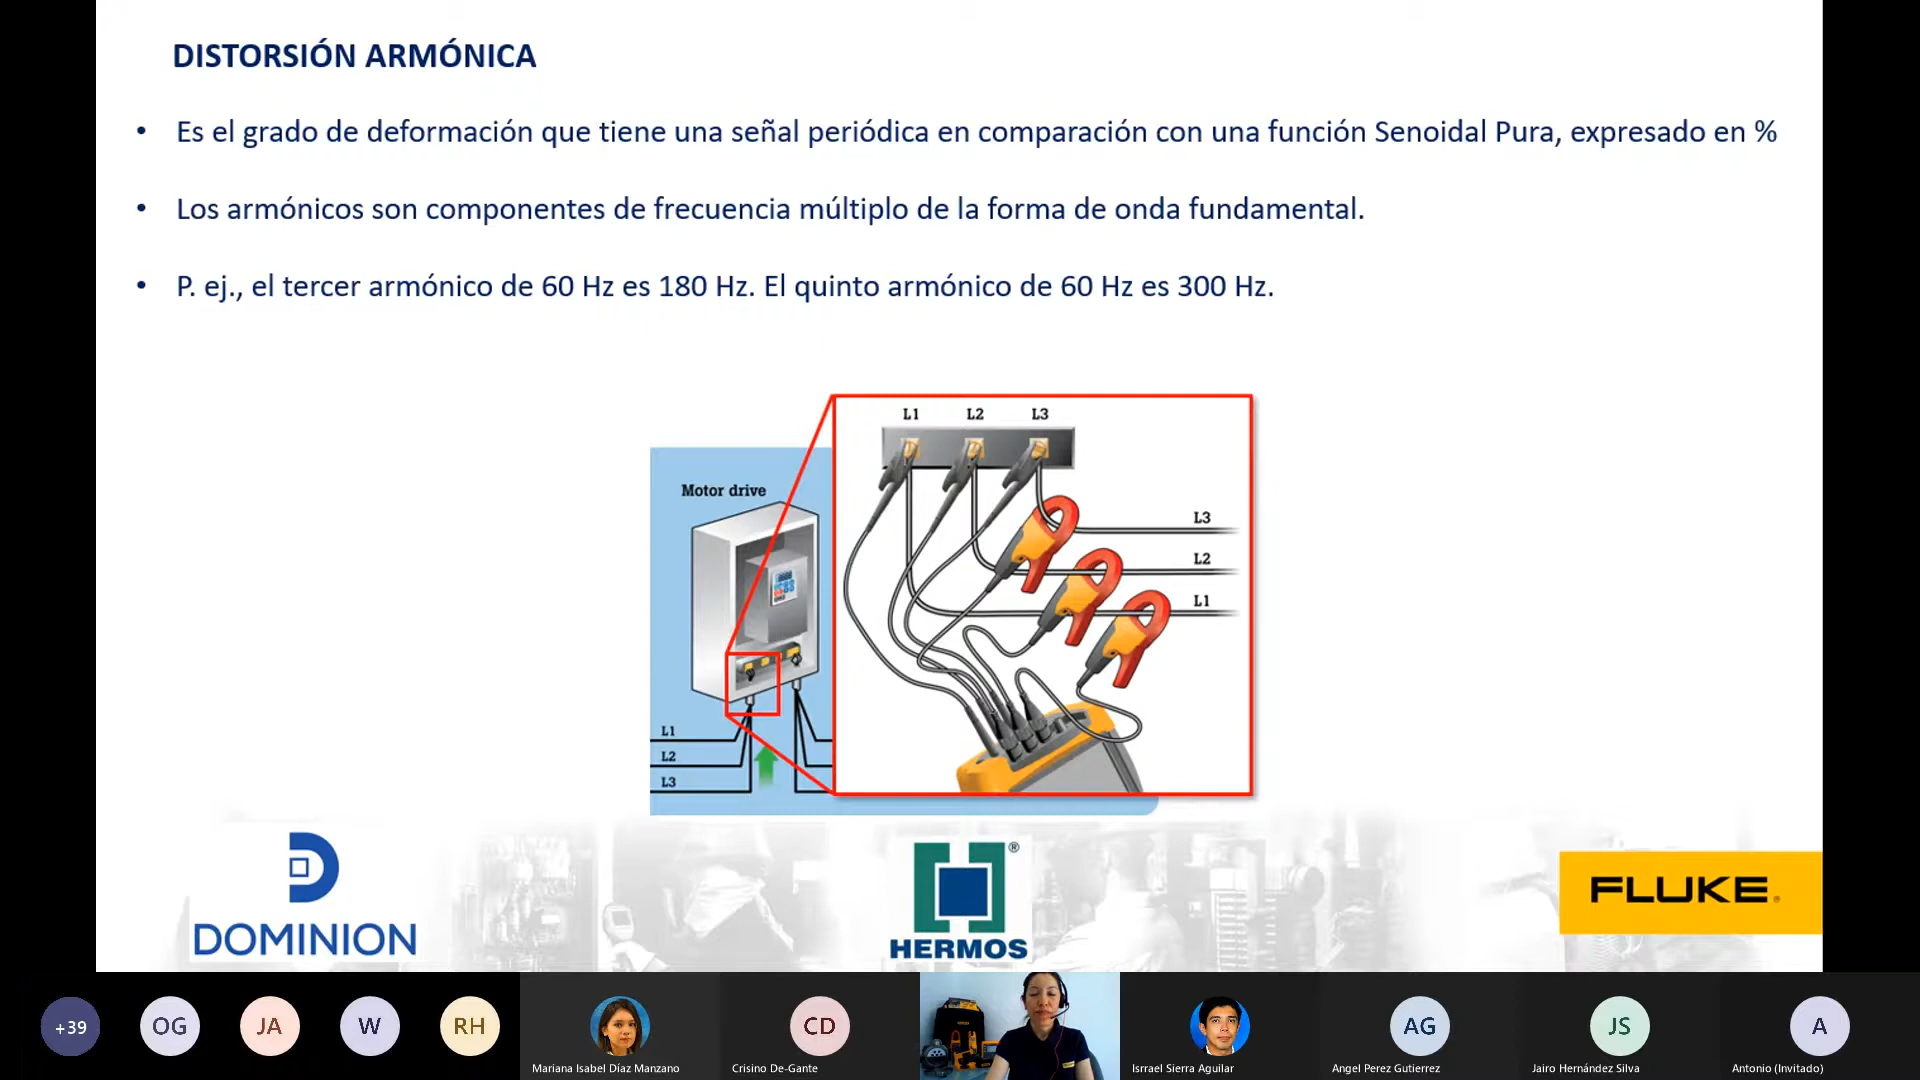 DISTORSIÓN ARMÓNICA
• Es el grado de deformación que tiene una señal periódica en comparación con una función Senoidal Pura, expresado en %
• Los armónicos son componentes de frecuencia múltiplo de la forma de onda fundamental.
• P. ej., el tercer armónico de 60 Hz es 180 Hz. El quinto armónico de 60 Hz es 300 Hz.
L1 L2 L3
Motor drive
L3
L2
L1
L1
L2
L3
DOMINION
HERMOS®
FLUKE®
+39
OG
JA
W
RH
Mariana Isabel Díaz Manzano
CD
Crisino De-Gante
Isrrael Sierra Aguilar
AG
Angel Perez Gutierrez
JS
Jairo Hernández Silva
A
Antonio (Invitado)